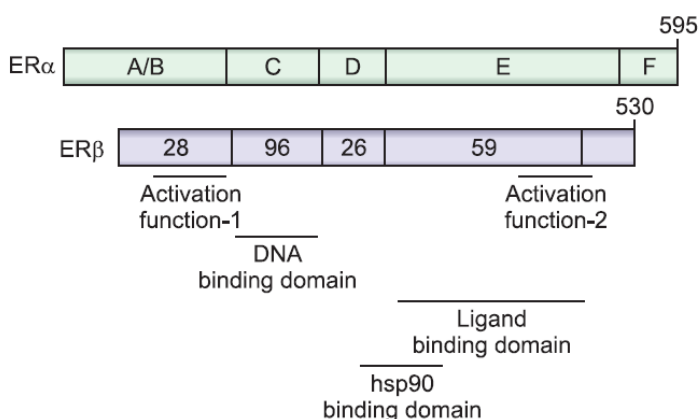 595
ERα A/B C D E F
530
ERβ 28 96 26 59
Activation
function-1
Activation
function-2
DNA
binding domain
Ligand
binding domain
hsp90
binding domain